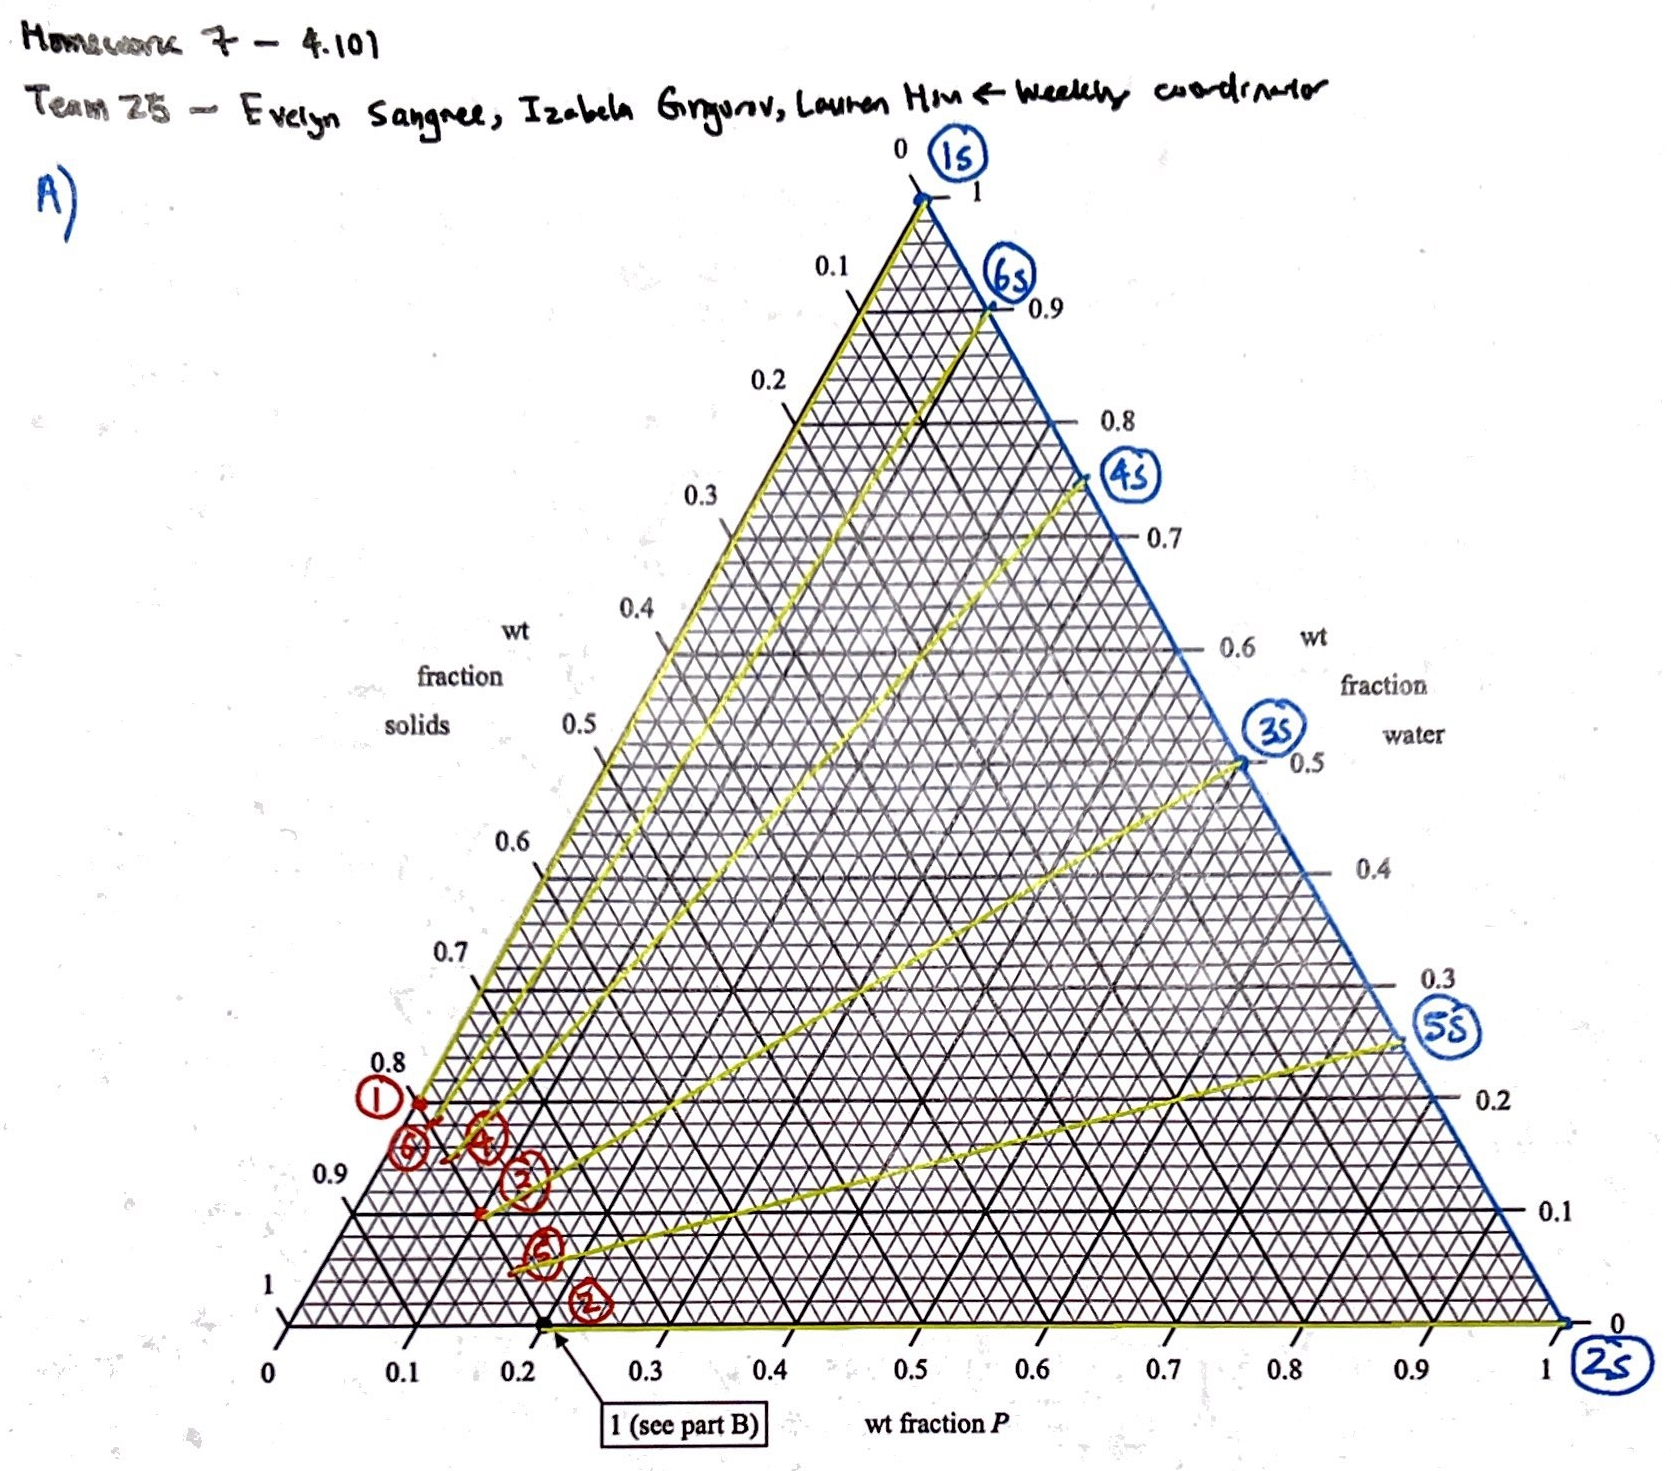 Homework 7 - 4.101
Team 25 - Evelyn Sangree, Izabela Grigorov, Lauren Him ← Weekly coordinator
A)
0 1s
1
6s
0.1
0.9
0.2
0.8
4s
0.3
0.7
0.4
wt 0.6 wt
fraction fraction
solids 0.5 3s water
0.5
0.6
0.4
0.7
0.3
5s
0.8
1 0.2
6 4
3
0.9
0.1
5
1
2
0
0 0.1 0.2 0.3 0.4 0.5 0.6 0.7 0.8 0.9 1 2s
1 (see part B) wt fraction P